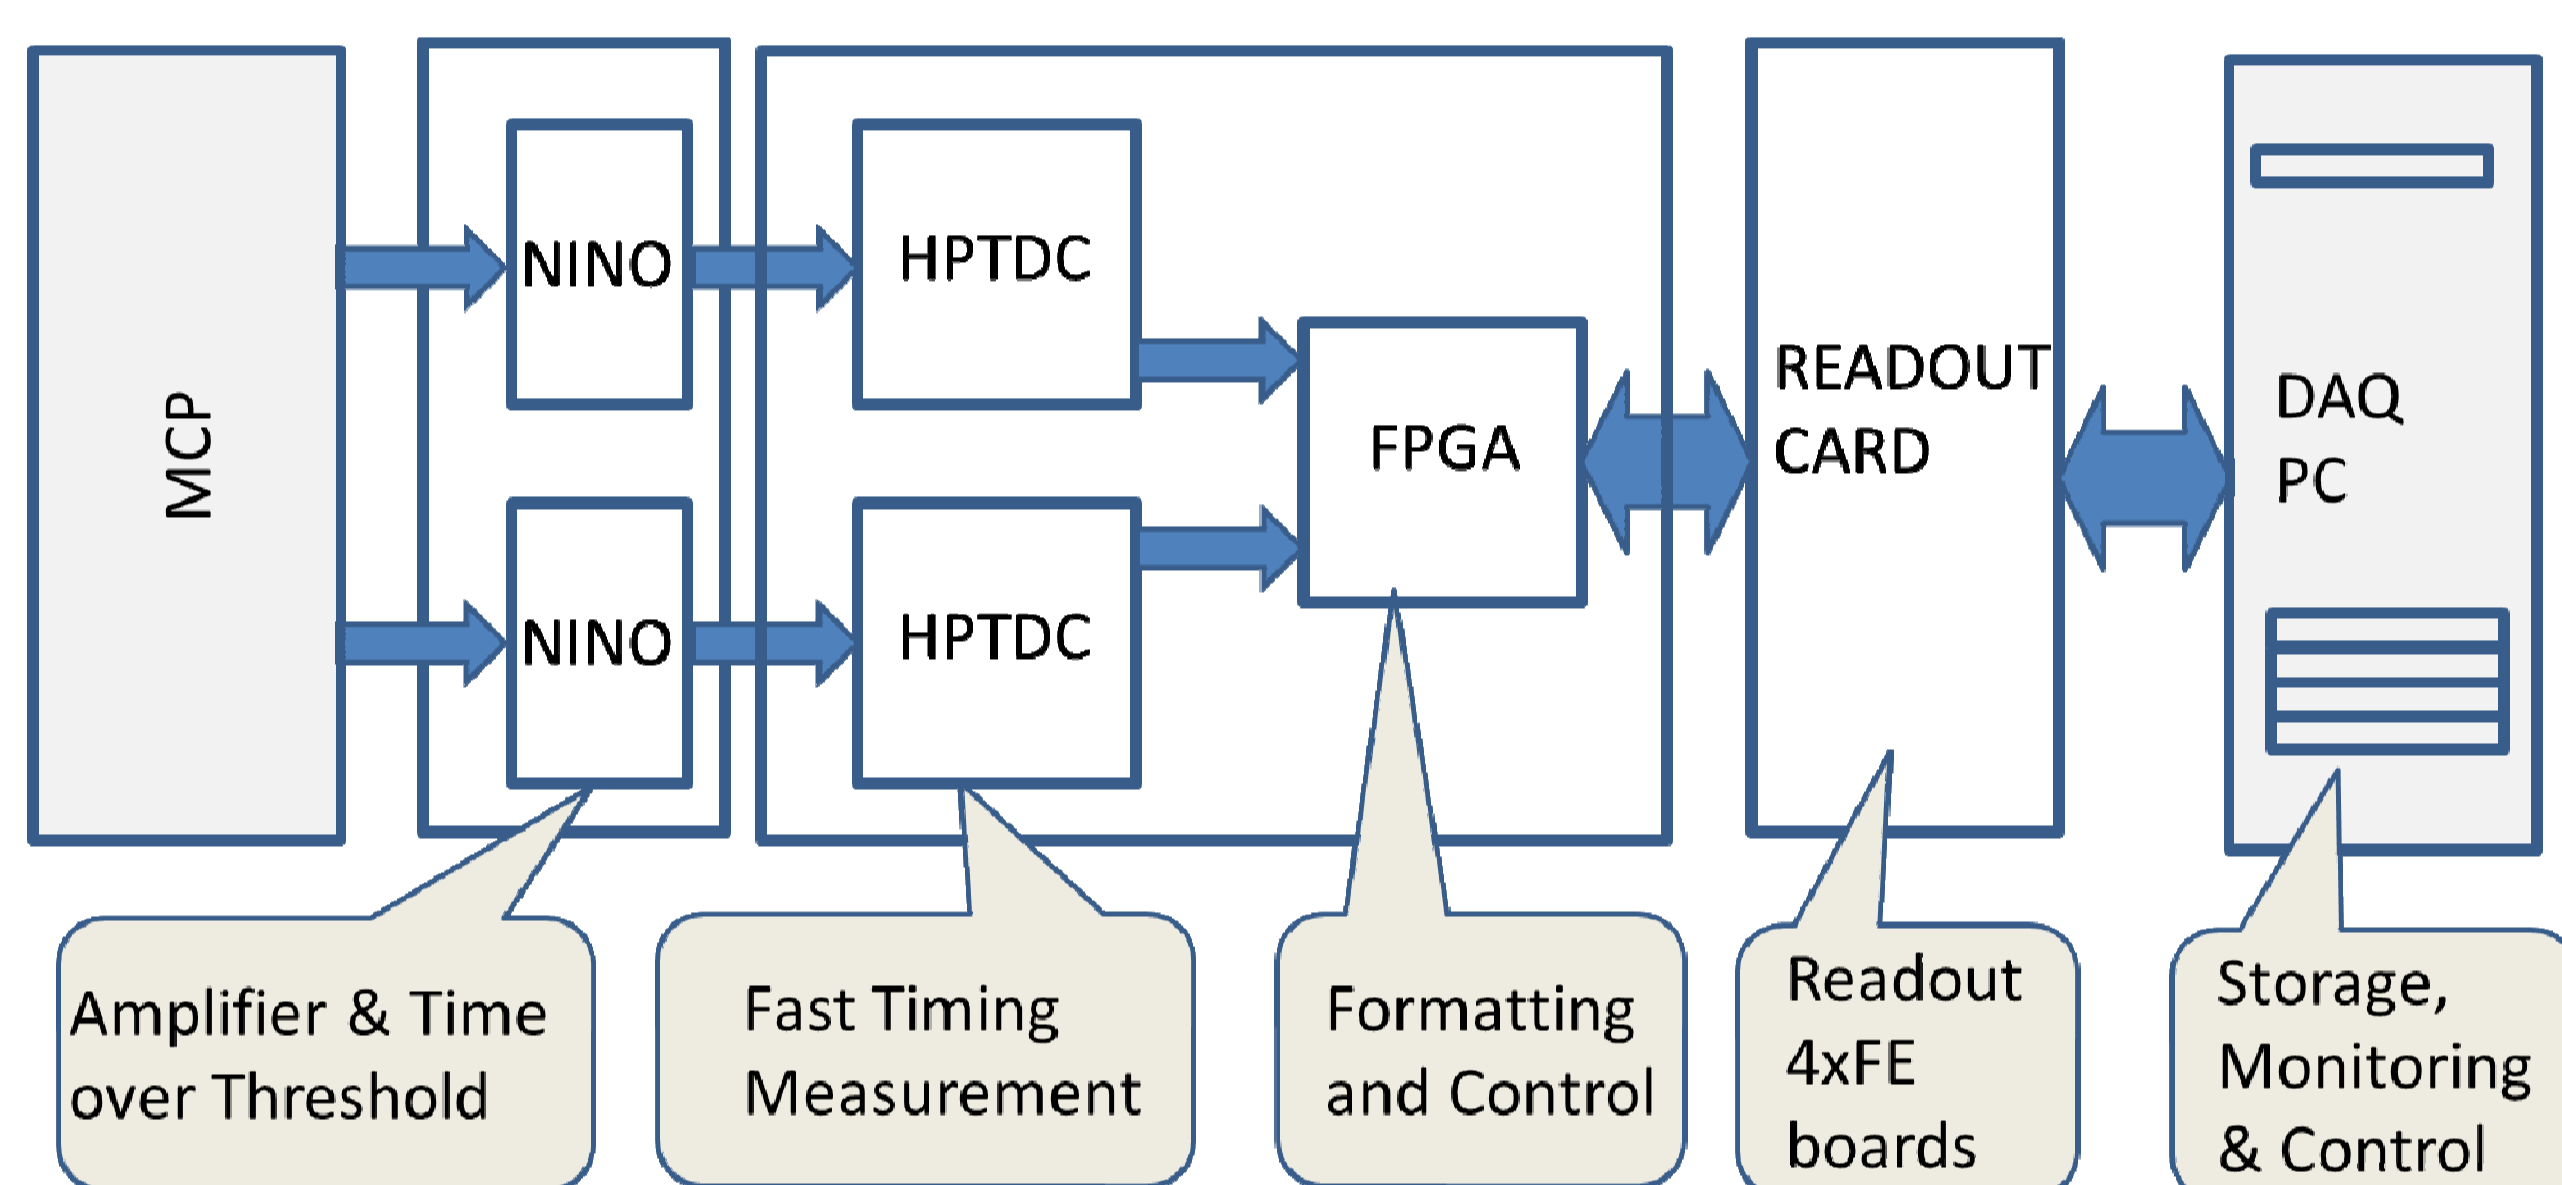 MCP
NINO
HPTDC
NINO
HPTDC
FPGA
READOUT
CARD
DAQ
PC
Amplifier & Time
over Threshold
Fast Timing
Measurement
Formatting
and Control
Readout
4xFE
boards
Storage,
Monitoring
& Control